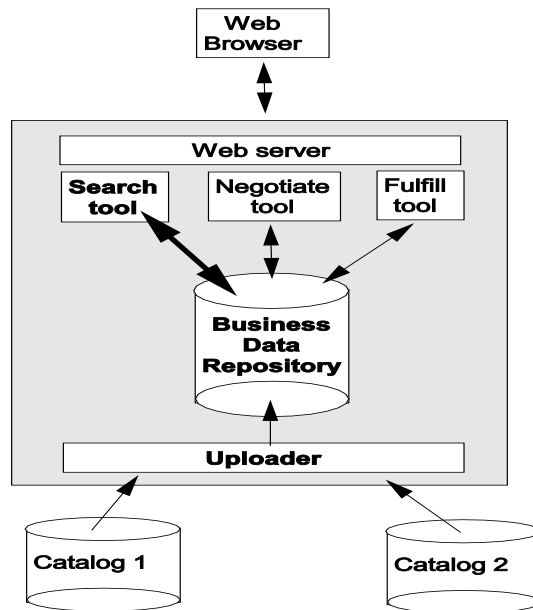 Web
Browser
Web server
Search
tool
Negotiate
tool
Fulfill
tool
Business
Data
Repository
Uploader
Catalog 1
Catalog 2